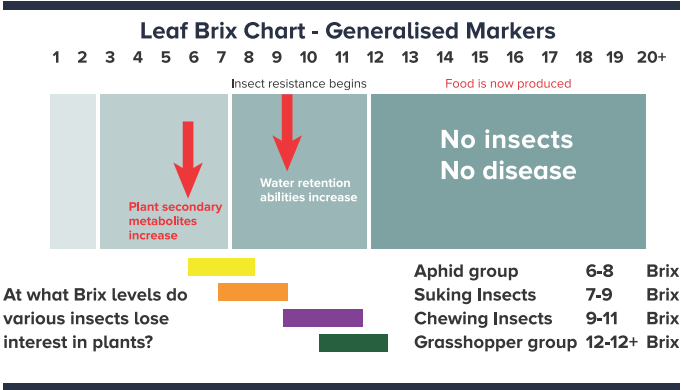 Leaf Brix Chart - Generalised Markers
1 2 3 4 5 6 7 8 9 10 11 12 13 14 15 16 17 18 19 20+
Insect resistance begins
Food is now produced
No insects
No disease
Water retention
abilities increase
Plant secondary
metabolites
increase
At what Brix levels do
various insects lose
interest in plants?
Aphid group 6-8 Brix
Suking Insects 7-9 Brix
Chewing Insects 9-11 Brix
Grasshopper group 12-12+ Brix